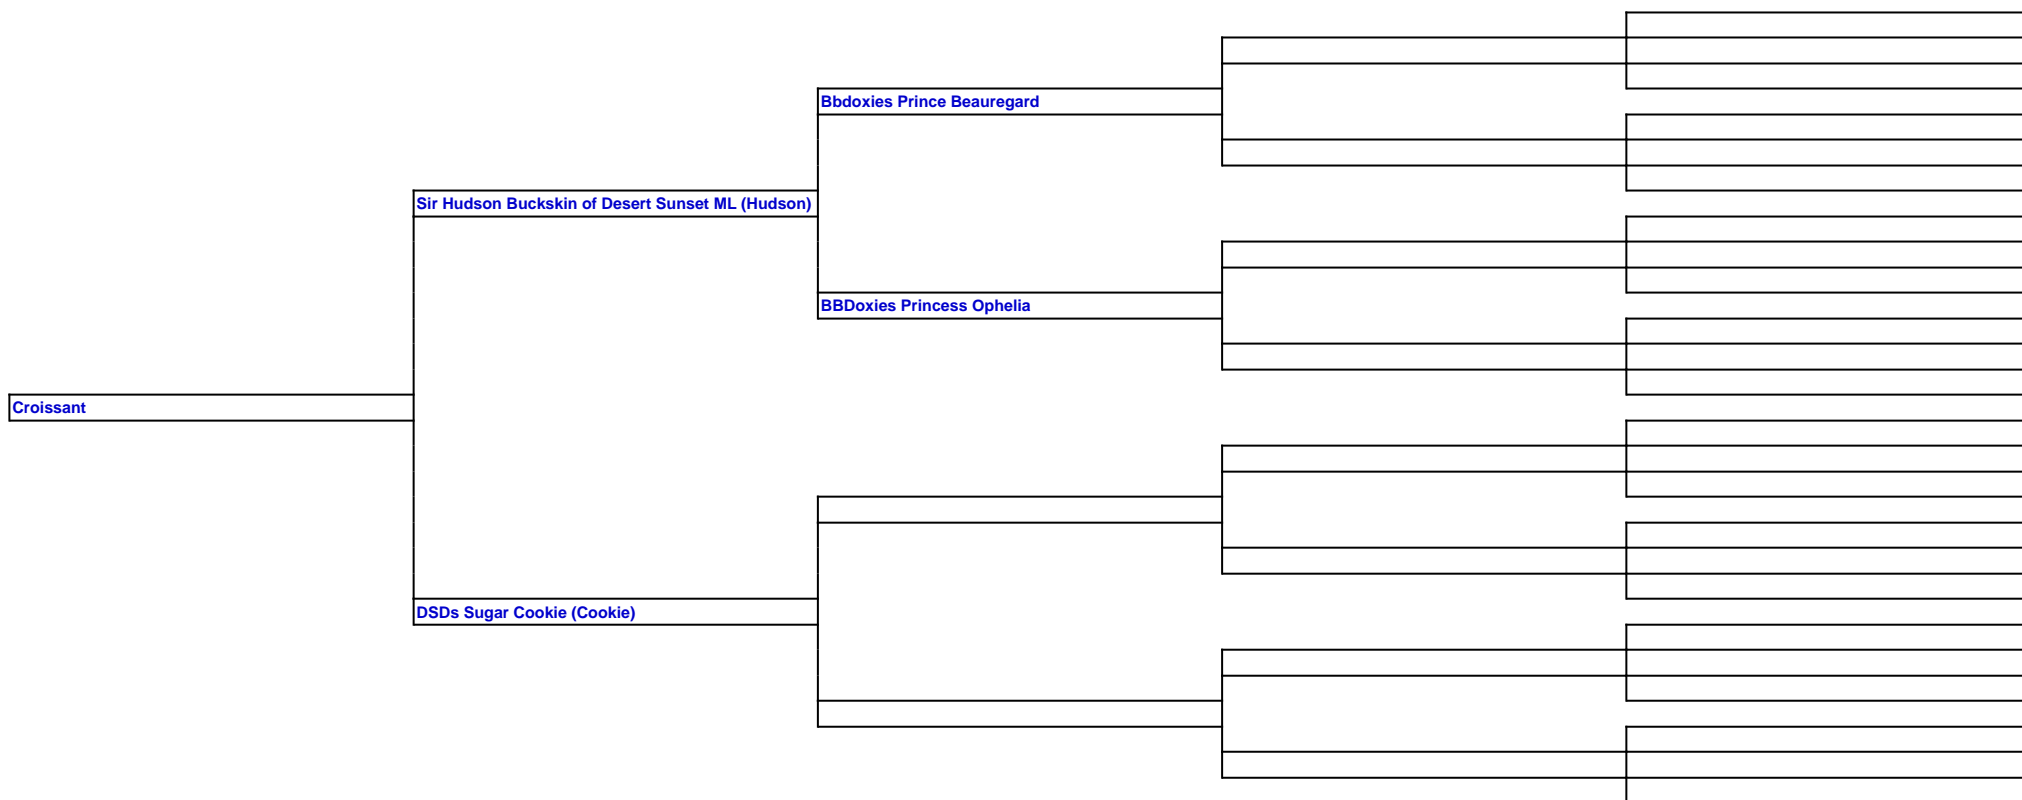 Bbdoxies Prince Beauregard
Sir Hudson Buckskin of Desert Sunset ML (Hudson)
BBDoxies Princess Ophelia
Croissant
DSDs Sugar Cookie (Cookie)